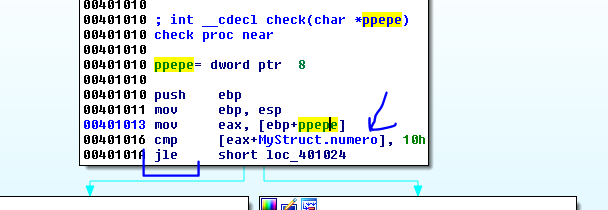 00401010
00401010 ; int __cdecl check(char *ppepe)
00401010 check proc near
00401010
00401010 ppepe= dword ptr  8
00401010
00401010 push    ebp
00401011 mov     ebp, esp
00401013 mov     eax, [ebp+ppepe]
00401016 cmp     [eax+MyStruct.numero], 10h
0040101A jle     short loc_401024